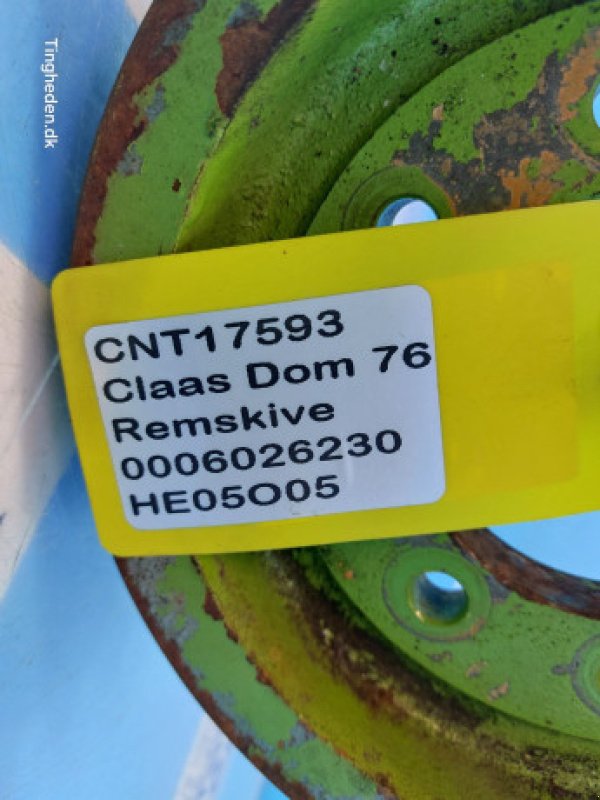 Tingheden.dk
CNT17593
Claas Dom 76
Remskive
0006026230
HE05O05